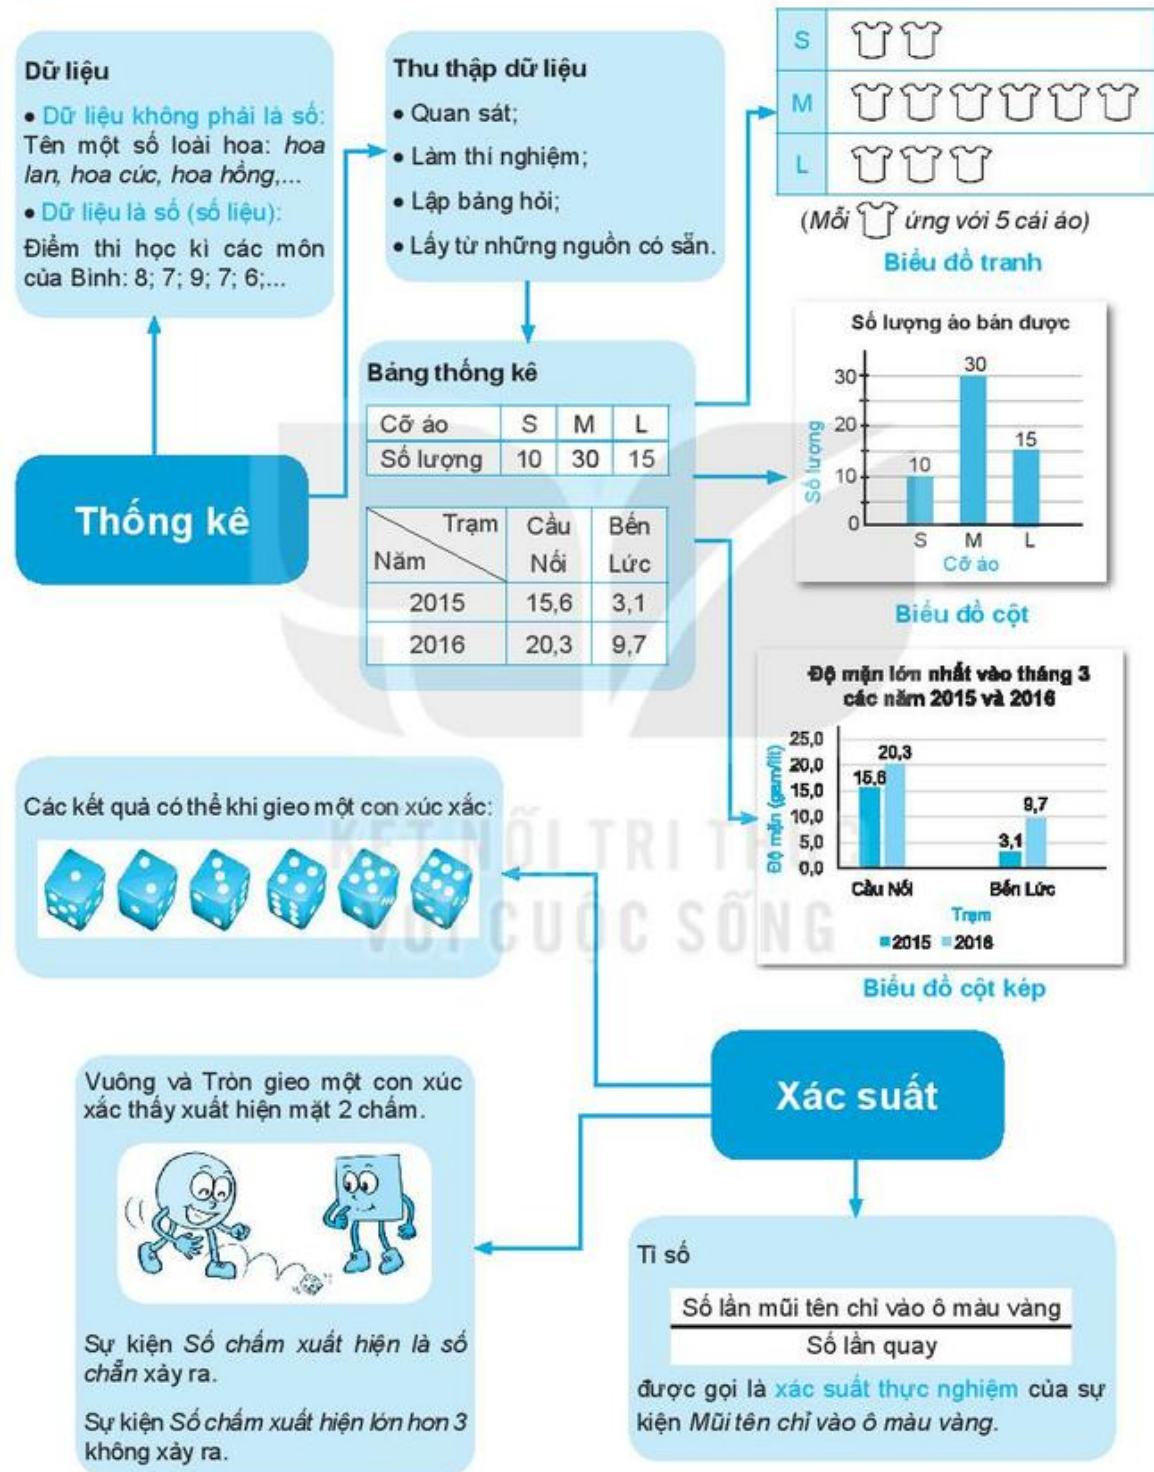 Dữ liệu
• Dữ liệu không phải là số:
Tên một số loài hoa: hoa
lan, hoa cúc, hoa hồng,...
• Dữ liệu là số (số liệu):
Điểm thi học kì các môn
của Bình: 8; 7; 9; 7; 6;...
Thu thập dữ liệu
• Quan sát;
• Làm thí nghiệm;
• Lập bảng hỏi;
• Lấy từ những nguồn có sẵn.
S
M
L
(Mỗi ứng với 5 cái áo)
Biểu đồ tranh
Thống kê
Bảng thống kê
Cỡ áo S M L
Số lượng 10 30 15
Trạm Cầu Bến
Năm Nối Lức
2015 15,6 3,1
2016 20,3 9,7
Số lượng áo bán được
Số lượng
30
20
10
0
10
30
15
S M L
Cỡ áo
Biểu đồ cột
Độ mặn lớn nhất vào tháng 3
các năm 2015 và 2016
Độ mặn (gam/lít)
25,0
20,0
15,0
10,0
5,0
0,0
15,6
20,3
3,1
9,7
Cầu Nối Bến Lức
Trạm
2015 2016
Biểu đồ cột kép
Các kết quả có thể khi gieo một con xúc xắc:
KẾT NỐI TRI THỨC
VỚI CUỘC SỐNG
Xác suất
Vuông và Tròn gieo một con xúc
xắc thấy xuất hiện mặt 2 chấm.
Sự kiện Số chấm xuất hiện là số
chẵn xảy ra.
Sự kiện Số chấm xuất hiện lớn hơn 3
không xảy ra.
Tỉ số
Số lần mũi tên chỉ vào ô màu vàng
Số lần quay
được gọi là xác suất thực nghiệm của sự
kiện Mũi tên chỉ vào ô màu vàng.